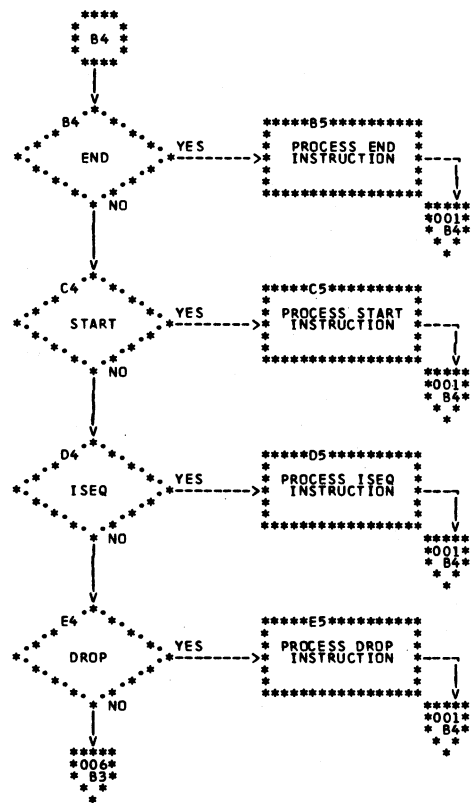 B4
B4 B5
YES PROCESS END
END INSTRUCTION
NO
001
B4
C4 C5
YES PROCESS START
START INSTRUCTION
NO
001
B4
D4 D5
YES PROCESS ISEQ
ISEQ INSTRUCTION
NO
001
B4
E4 E5
YES PROCESS DROP
DROP INSTRUCTION
NO
001
B4
006
B3